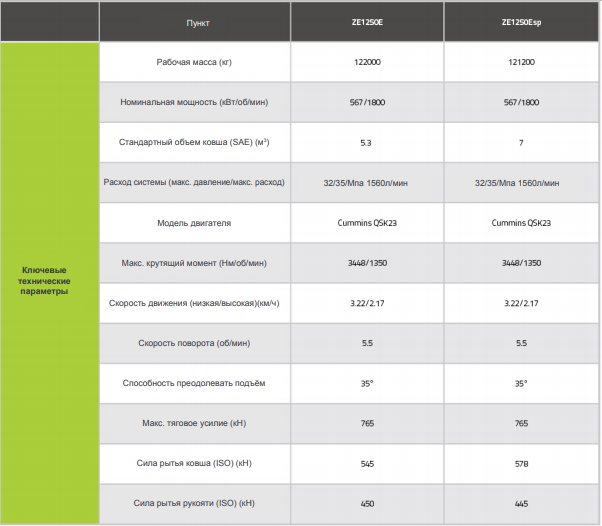 Пункт ZE1250E ZE1250Esp
Рабочая масса (кг) 122000 121200
Номинальная мощность (кВт/об/мин) 567/1800 567/1800
Стандартный объем ковша (SAE) (м³) 5.3 7
Расход системы (макс. давление/макс. расход) 32/35/Мпа 1560л/мин 32/35/Мпа 1560л/мин
Модель двигателя Cummins QSK23 Cummins QSK23
Ключевые
технические
параметры
Макс. крутящий момент (Нм/об/мин) 3448/1350 3448/1350
Скорость движения (низкая/высокая)(км/ч) 3.22/2.17 3.22/2.17
Скорость поворота (об/мин) 5.5 5.5
Способность преодолевать подъём 35° 35°
Макс. тяговое усилие (кН) 765 765
Сила рытья ковша (ISO) (кН) 545 578
Сила рытья рукояти (ISO) (кН) 450 445